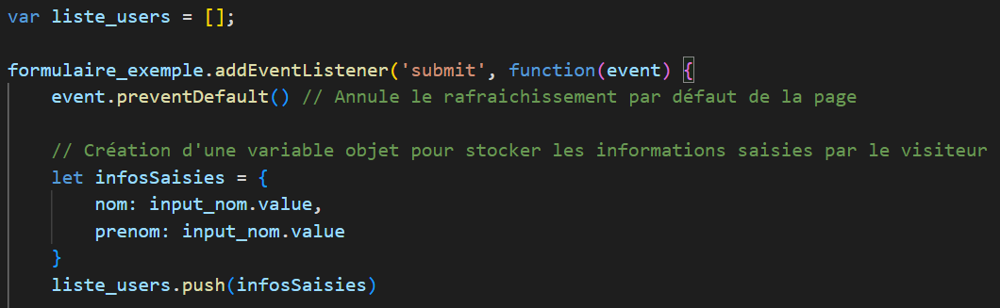 var liste_users = [];
formulaire_exemple.addEventListener('submit', function(event) {
event.preventDefault() // Annule le rafraichissement par défaut de la page
// Création d'une variable objet pour stocker les informations saisies par le visiteur
let infosSaisies = {
nom: input_nom.value,
prenom: input_nom.value
}
liste_users.push(infosSaisies)